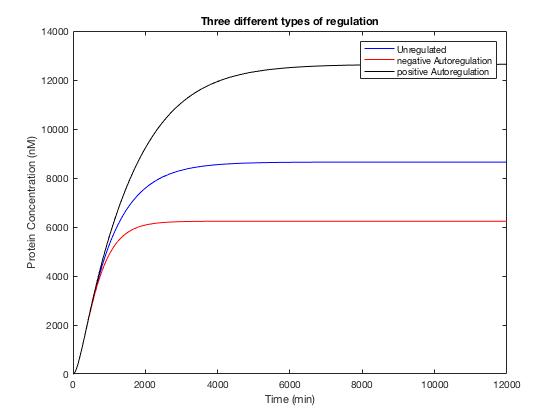 Three different types of regulation
14000
12000
10000
8000
6000
4000
2000
0
Protein Concentration (nM)
Unregulated
negative Autoregulation
positive Autoregulation
0 2000 4000 6000 8000 10000 12000
Time (min)